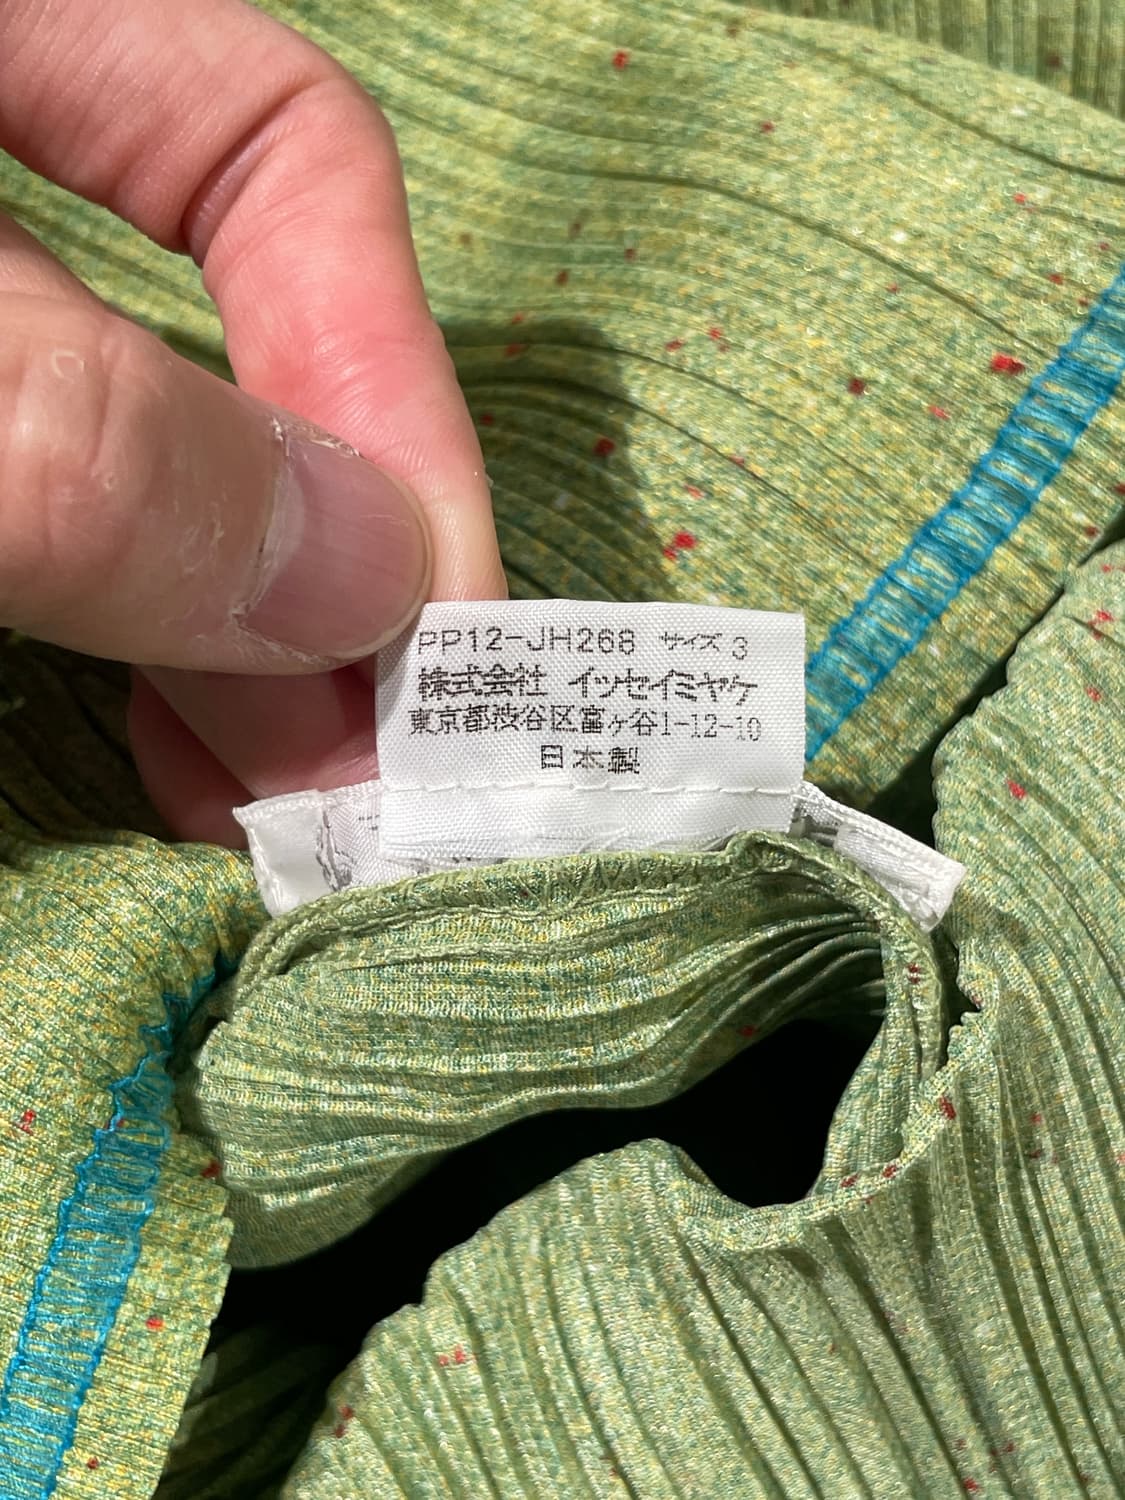 PP12-JH268 サイズ 3
株式会社 イッセイミヤケ
東京都渋谷区富ヶ谷1-12-10
日本製